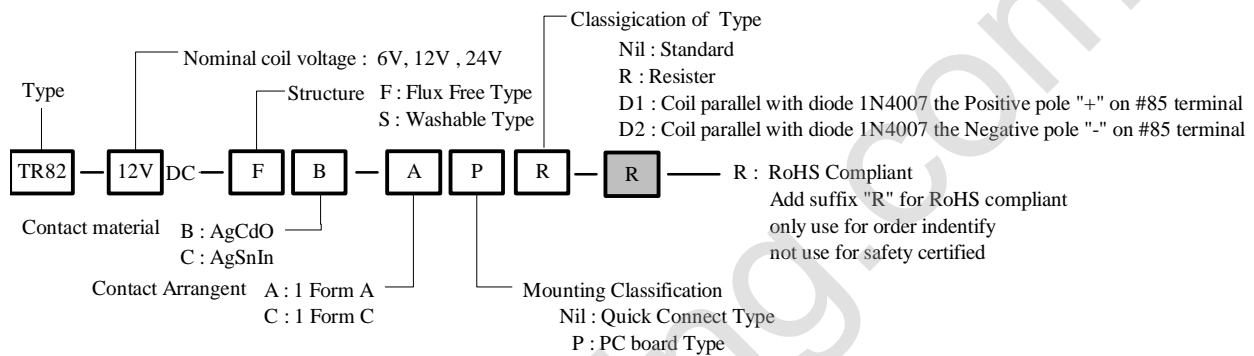 Classigication of Type
Nil : Standard
R : Resister
D1 : Coil parallel with diode 1N4007 the Positive pole "+" on #85 terminal
D2 : Coil parallel with diode 1N4007 the Negative pole "-" on #85 terminal
Nominal coil voltage : 6V, 12V , 24V
Structure F : Flux Free Type
S : Washable Type
Type
TR82 — 12V DC — F B — A P R — R
R : RoHS Compliant
Add suffix "R" for RoHS compliant
only use for order indentify
not use for safety certified
Contact material B : AgCdO
C : AgSnIn
Contact Arrangent A : 1 Form A
C : 1 Form C
Mounting Classification
Nil : Quick Connect Type
P : PC board Type
ng.com